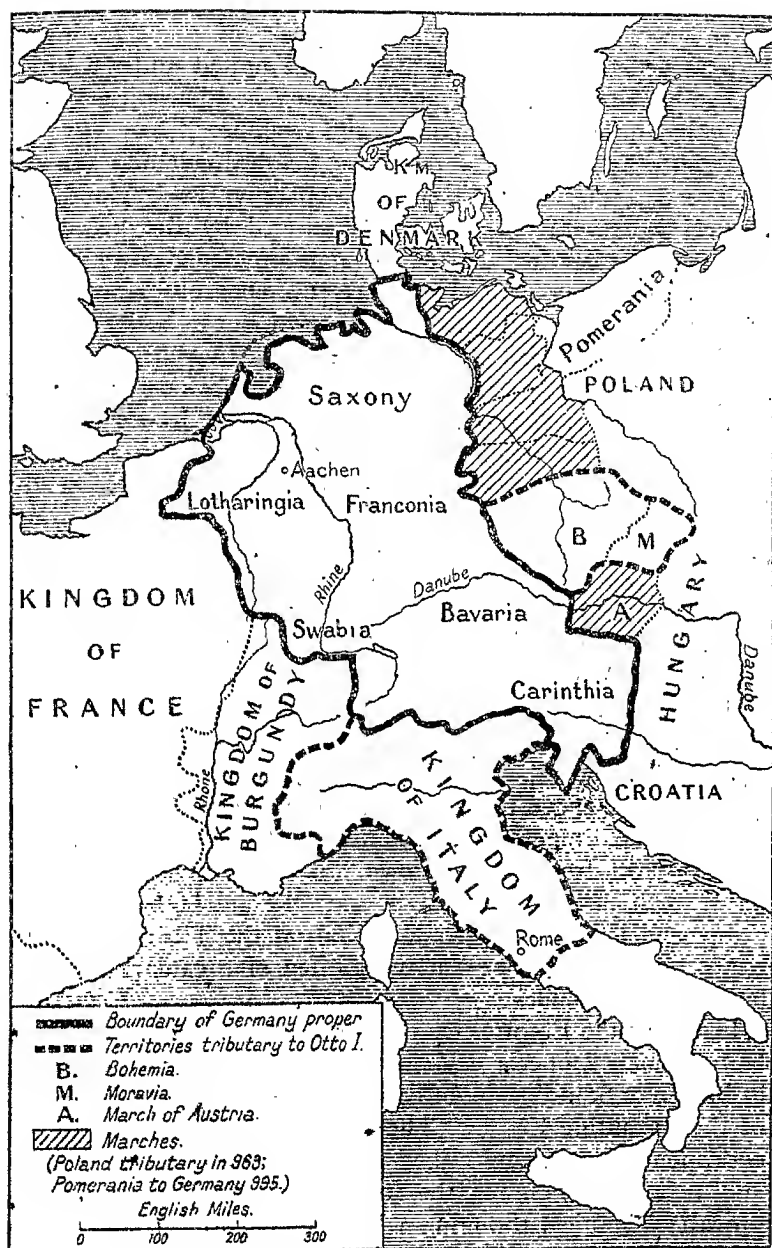 KM.
OF
DENMARK
Pomerania
POLAND
Saxony
Aachen
Lotharingia
Franconia
B
M
KINGDOM
OF
FRANCE
Rhine
Danube
A
Swabia
Bavaria
HUNGARY
Danube
Carinthia
KINGDOM OF
BURGUNDY
Rhone
KINGDOM
OF
ITALY
CROATIA
Rome
Boundary of Germany proper
Territories tributary to Otto I.
B. Bohemia.
M. Moravia.
A. March of Austria.
Marches.
(Poland tributary in 963;
Pomerania to Germany 995.)
English Miles.
0 100 200 300